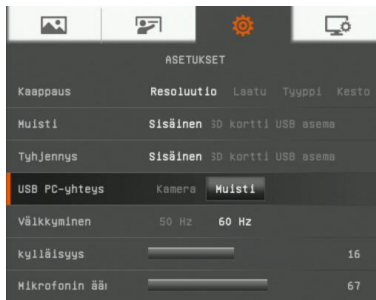 ASETUKSET
Kaappaus Resoluutio Laatu Tyyppi Kesto
Muisti Sisäinen SD kortti USB asema
Tyhjennys Sisäinen SD kortti USB asema
USB PC-yhteys Kamera Muisti
Välkkyminen 50 Hz 60 Hz
kylläisyys 16
Mikrofonin ää 67